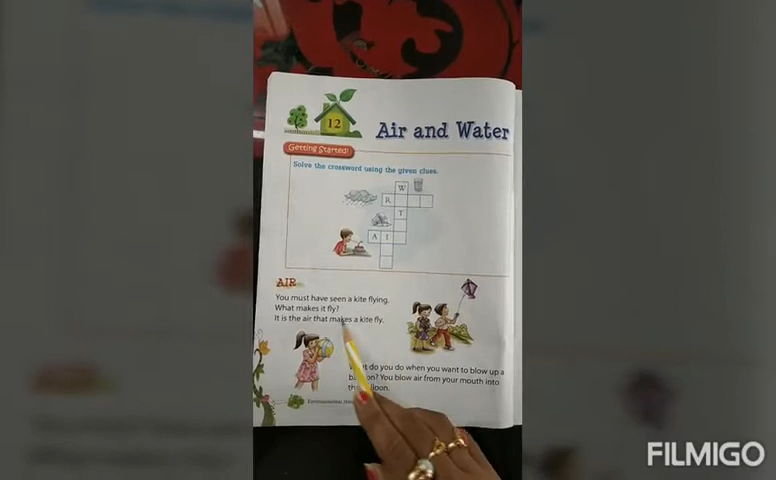 12
Air and Water
Getting Started!
Solve the crossword using the given clues.
W
R
T
A I
AIR
You must have seen a kite flying.
What makes it fly?
It is the air that makes a kite fly.
do you do when you want to blow up a
You blow air from your mouth into
FILMIGO